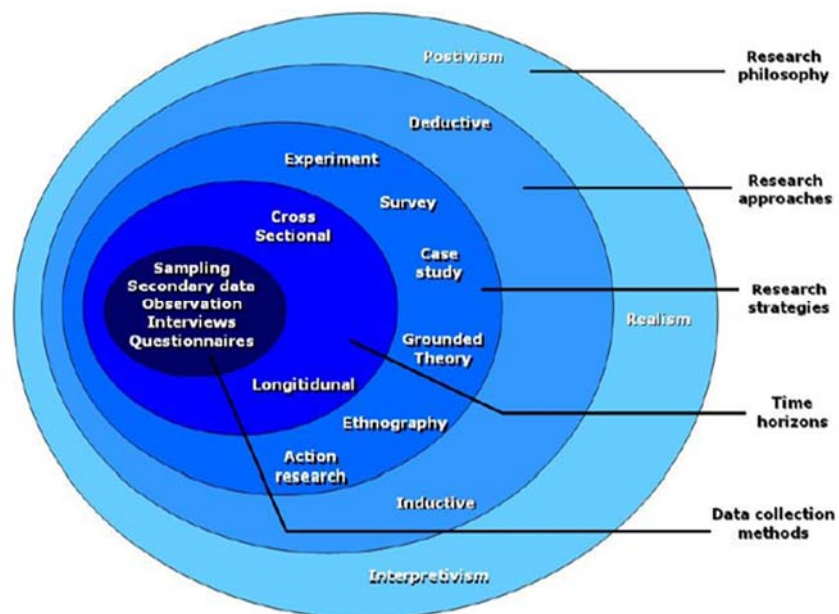 Postivism
Research
philosophy
Deductive
Experiment
Research
approaches
Survey
Cross
Sectional
Case
study
Sampling
Secondary data
Observation
Interviews
Questionnaires
Research
strategies
Realism
Grounded
Theory
Longitidunal
Time
horizons
Ethnography
Action
research
Inductive
Data collection
methods
Interpretivism